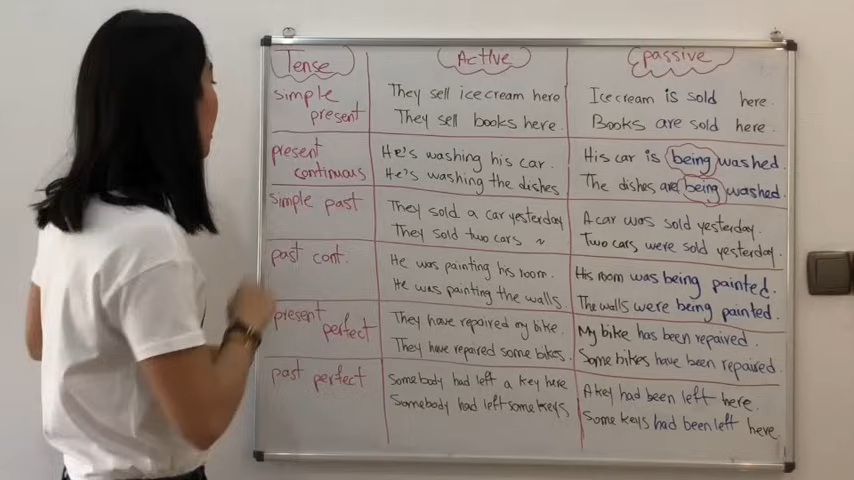 Tense Active passive
simple present
They sell icecream here
They sell books here.
Icecream is sold here.
Books are sold here.
present continuous
He's washing his car.
He's washing the dishes
His car is being washed.
The dishes are being washed.
simple past
They sold a car yesterday
They sold two cars ~
A car was sold yesterday.
Two cars were sold yesterday.
past cont.
He was painting his room.
He was painting the walls.
His room was being painted.
The walls were being painted.
present perfect
They have repaired my bike.
They have repaired some bikes.
My bike has been repaired.
Some bikes have been repaired.
past perfect
Somebody had left a key here
Somebody had left some keys
A key had been left here.
Some keys had been left here.